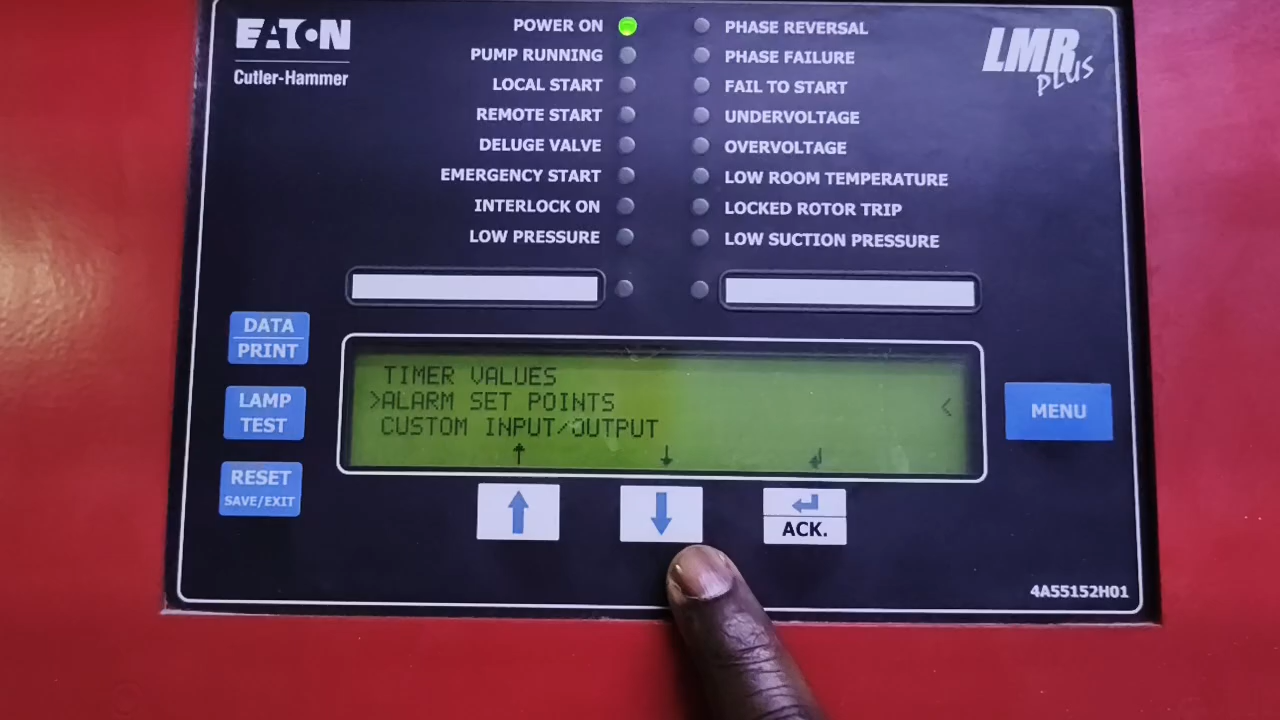 EATON
Cutler-Hammer
LMR
PLUS
POWER ON
PUMP RUNNING
LOCAL START
REMOTE START
DELUGE VALVE
EMERGENCY START
INTERLOCK ON
LOW PRESSURE
PHASE REVERSAL
PHASE FAILURE
FAIL TO START
UNDERVOLTAGE
OVERVOLTAGE
LOW ROOM TEMPERATURE
LOCKED ROTOR TRIP
LOW SUCTION PRESSURE
DATA
PRINT
LAMP
TEST
RESET
SAVE/EXIT
TIMER VALUES
>ALARM SET POINTS <
CUSTOM INPUT/OUTPUT
↑ ↓ ↲
MENU
↑ ↓ ↲
ACK.
4A55152H01